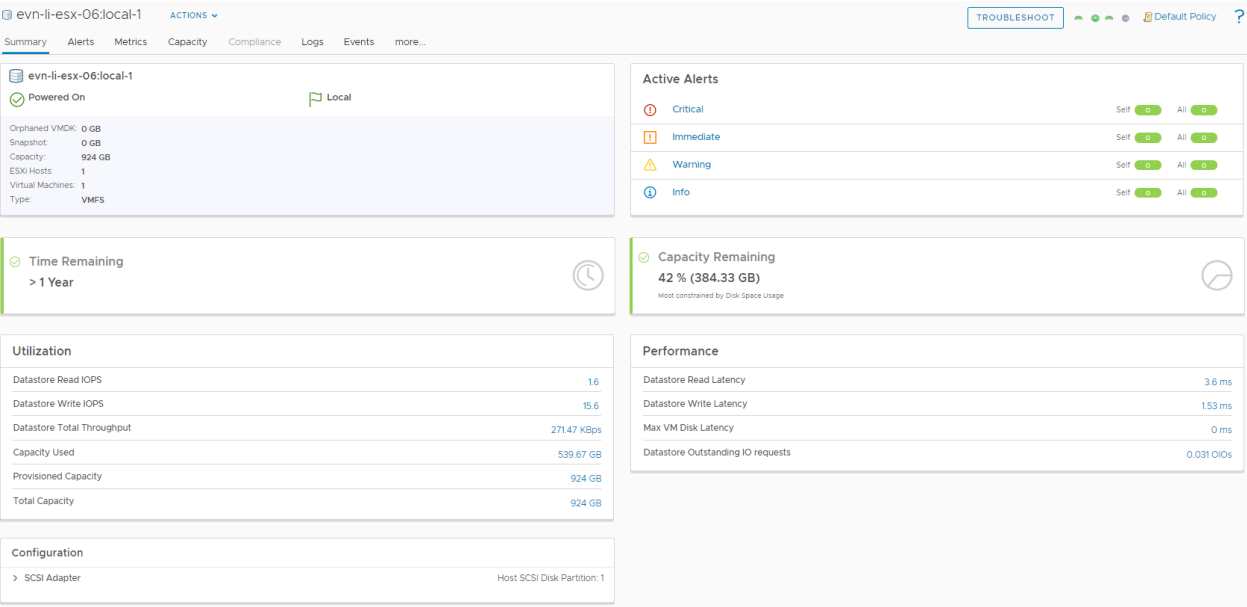 evn-li-esx-06:local-1 ACTIONS TROUBLESHOOT Default Policy ?
Summary Alerts Metrics Capacity Compliance Logs Events more...
evn-li-esx-06:local-1
Powered On Local
Orphaned VMDK: 0 GB
Snapshot: 0 GB
Capacity: 924 GB
ESXi Hosts: 1
Virtual Machines: 1
Type: VMFS
Active Alerts
Critical Self 0 All 0
Immediate Self 0 All 0
Warning Self 0 All 0
Info Self 0 All 0
Time Remaining
> 1 Year
Capacity Remaining
42 % (384.33 GB)
Most constrained by Disk Space Usage
Utilization
Datastore Read IOPS 1.6
Datastore Write IOPS 15.6
Datastore Total Throughput 271.47 KBps
Capacity Used 539.67 GB
Provisioned Capacity 924 GB
Total Capacity 924 GB
Performance
Datastore Read Latency 3.6 ms
Datastore Write Latency 1.53 ms
Max VM Disk Latency 0 ms
Datastore Outstanding IO requests 0.031 OIOs
Configuration
SCSI Adapter Host SCSI Disk Partition: 1